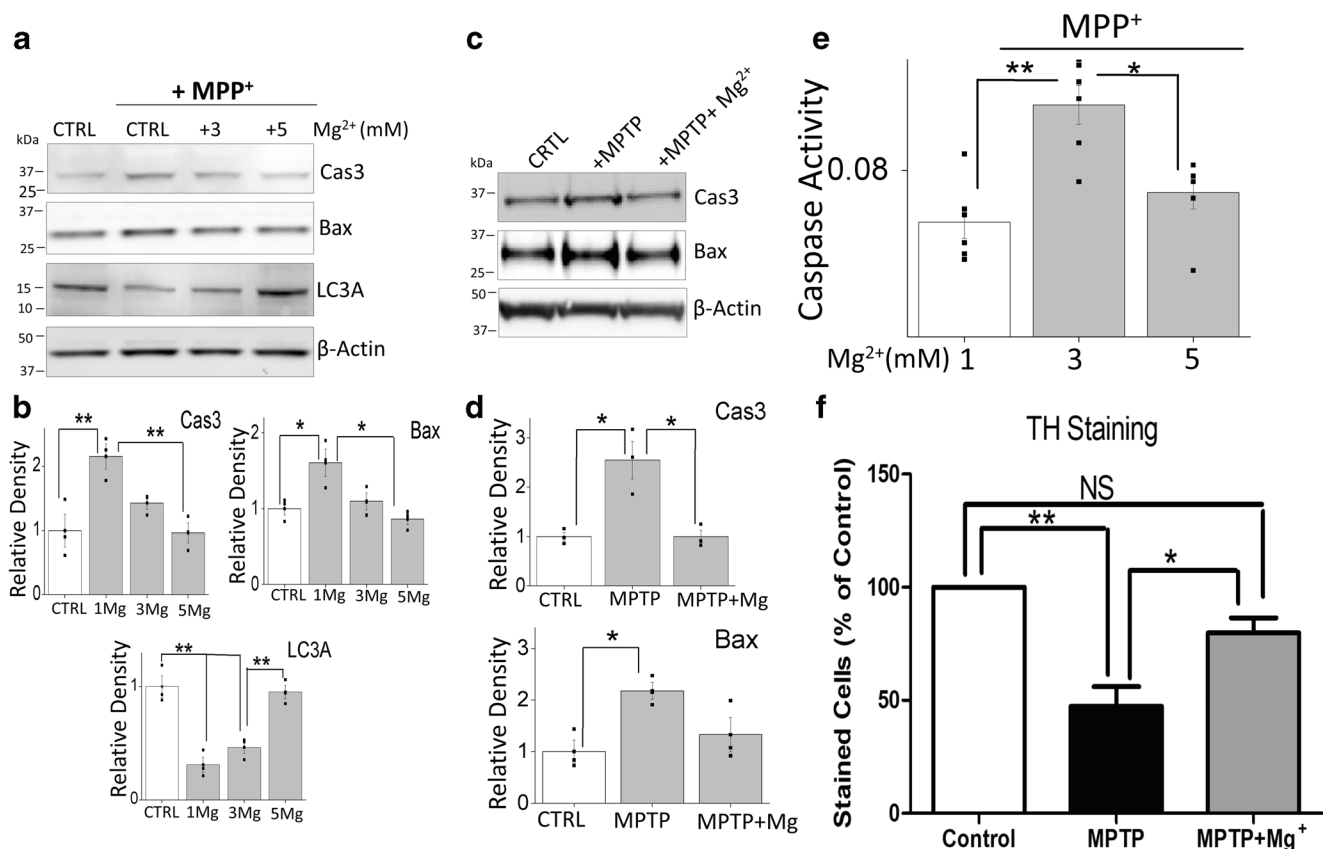 a
+ MPP⁺
CTRL CTRL +3 +5 Mg²⁺ (mM)
kDa
37
25
Cas3
37
25
Bax
15
10
LC3A
50
37
β-Actin
b
Cas3
Relative Density
2
1
0
** **
CTRL 1Mg 3Mg 5Mg
Bax
Relative Density
2
1
0
* *
CTRL 1Mg 3Mg 5Mg
LC3A
Relative Density
1
0
** **
CTRL 1Mg 3Mg 5Mg
c
CRTL +MPTP +MPTP+ Mg²⁺
kDa
37
Cas3
37
25
Bax
50
37
β-Actin
d
Cas3
Relative Density
3
2
1
0
* *
CTRL MPTP MPTP+Mg
Bax
Relative Density
3
2
1
0
*
CTRL MPTP MPTP+Mg
e
MPP⁺
** *
Caspase Activity
0.08
Mg²⁺(mM) 1 3 5
f
TH Staining
Stained Cells (% of Control)
150
100
50
0
NS
**
*
Control MPTP MPTP+Mg⁺